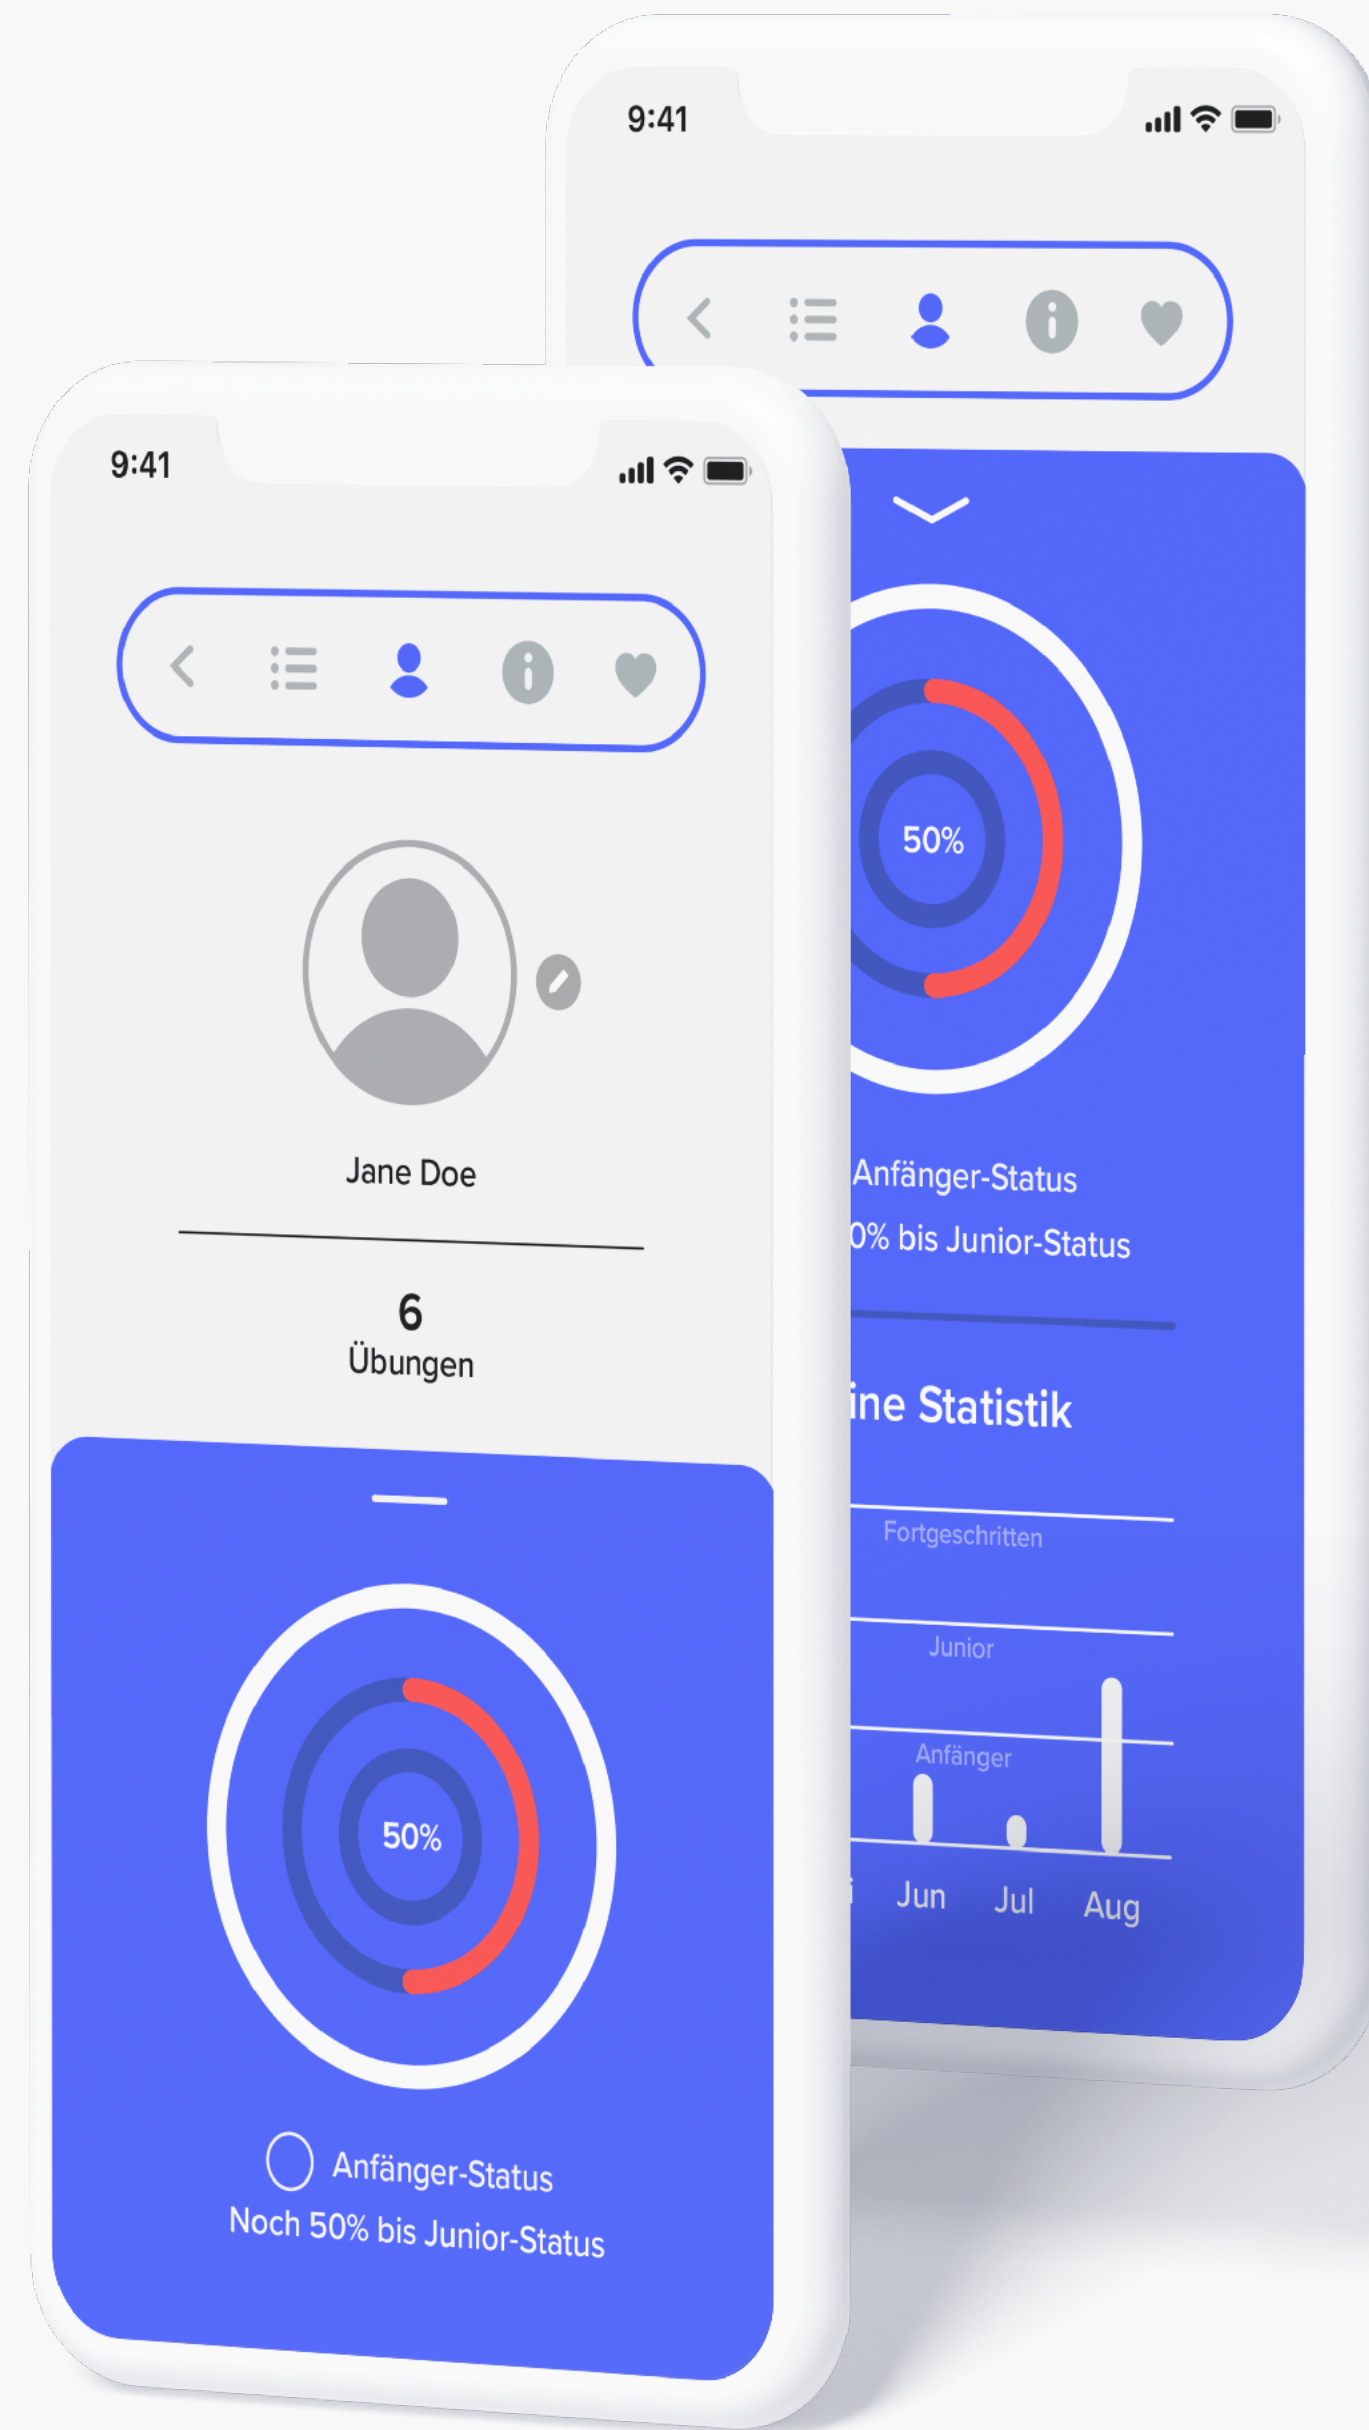 9:41
9:41
Jane Doe
6
Übungen
50%
Anfänger-Status
Noch 50% bis Junior-Status
50%
Anfänger-Status
0% bis Junior-Status
ine Statistik
Fortgeschritten
Junior
Anfänger
i Jun Jul Aug